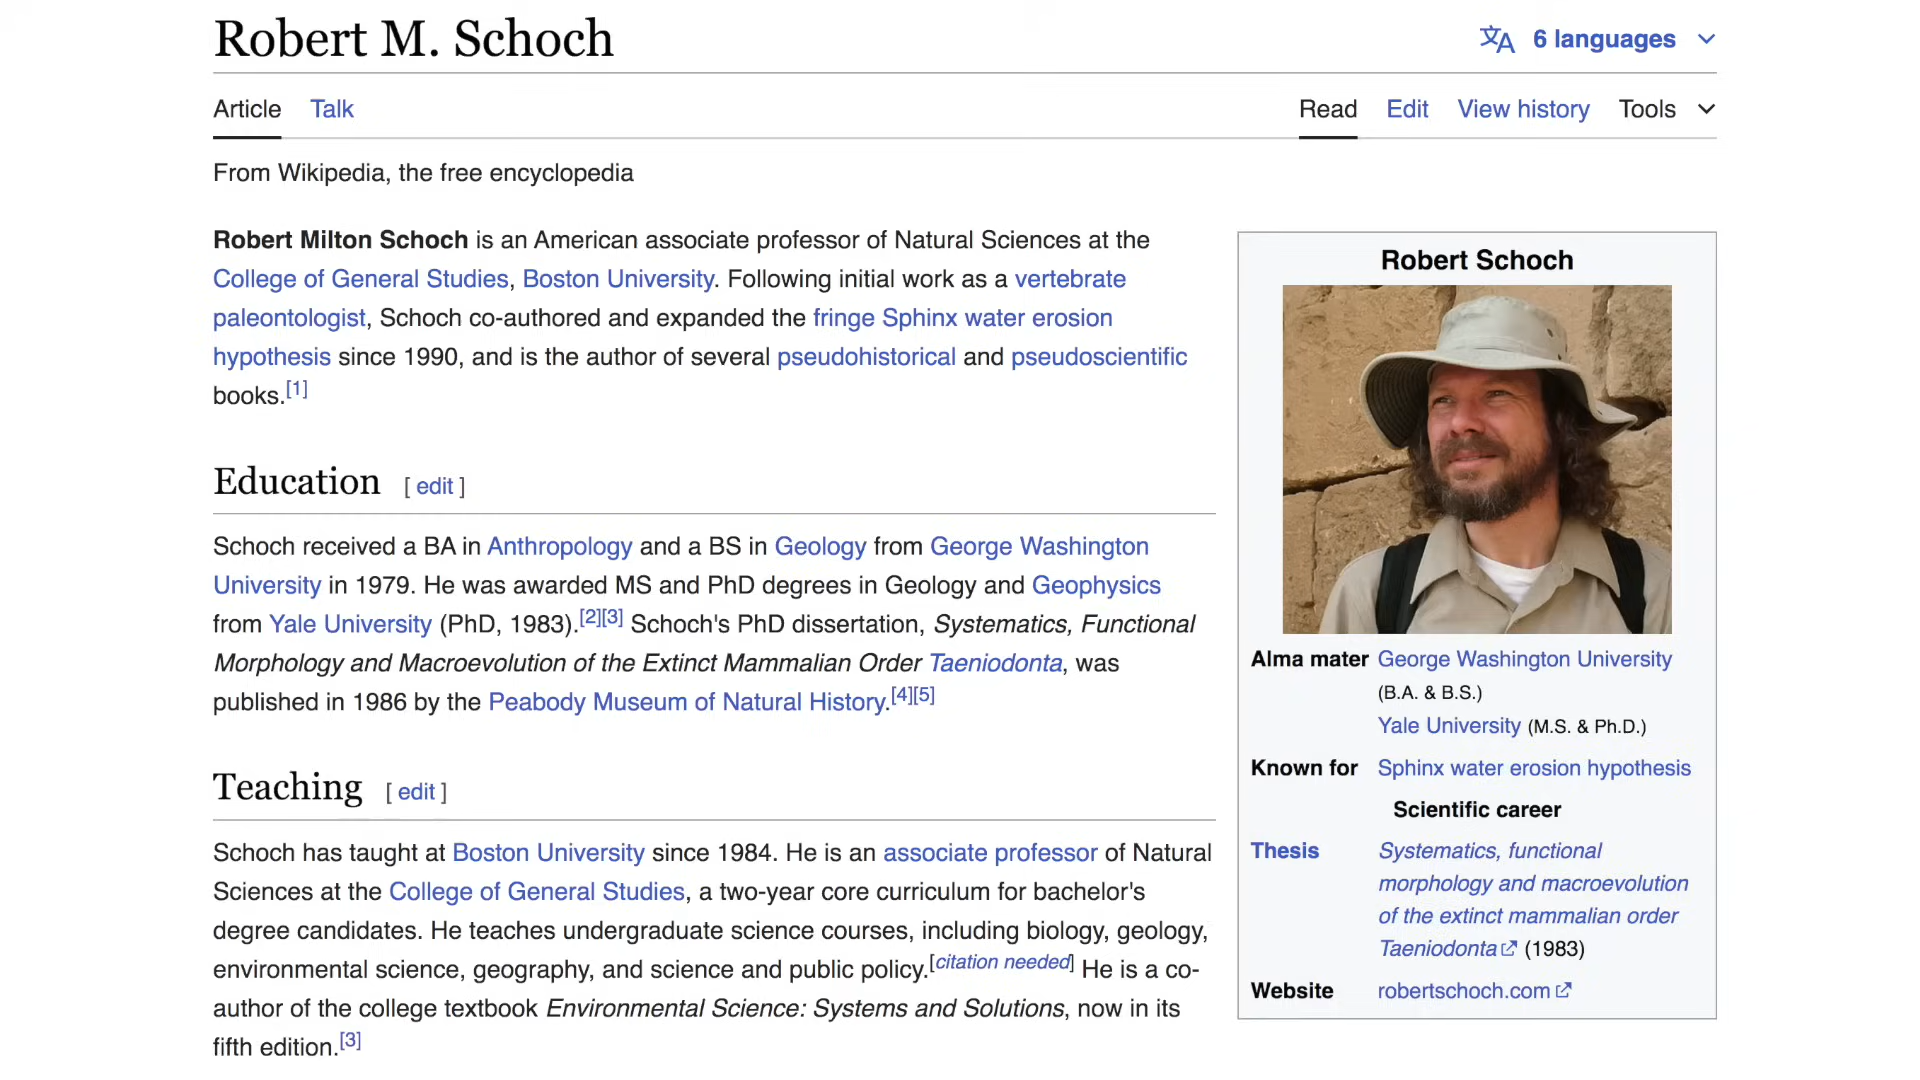 Robert M. Schoch
文A 6 languages
Article Talk
Read Edit View history Tools
From Wikipedia, the free encyclopedia
Robert Milton Schoch is an American associate professor of Natural Sciences at the
College of General Studies, Boston University. Following initial work as a vertebrate
paleontologist, Schoch co-authored and expanded the fringe Sphinx water erosion
hypothesis since 1990, and is the author of several pseudohistorical and pseudoscientific
books.[1]
Education [ edit ]
Schoch received a BA in Anthropology and a BS in Geology from George Washington
University in 1979. He was awarded MS and PhD degrees in Geology and Geophysics
from Yale University (PhD, 1983).[2][3] Schoch's PhD dissertation, Systematics, Functional
Morphology and Macroevolution of the Extinct Mammalian Order Taeniodonta, was
published in 1986 by the Peabody Museum of Natural History.[4][5]
Teaching [ edit ]
Schoch has taught at Boston University since 1984. He is an associate professor of Natural
Sciences at the College of General Studies, a two-year core curriculum for bachelor's
degree candidates. He teaches undergraduate science courses, including biology, geology,
environmental science, geography, and science and public policy.[citation needed] He is a co-
author of the college textbook Environmental Science: Systems and Solutions, now in its
fifth edition.[3]
Robert Schoch
Alma mater George Washington University
(B.A. & B.S.)
Yale University (M.S. & Ph.D.)
Known for Sphinx water erosion hypothesis
Scientific career
Thesis Systematics, functional
morphology and macroevolution
of the extinct mammalian order
Taeniodonta (1983)
Website robertschoch.com